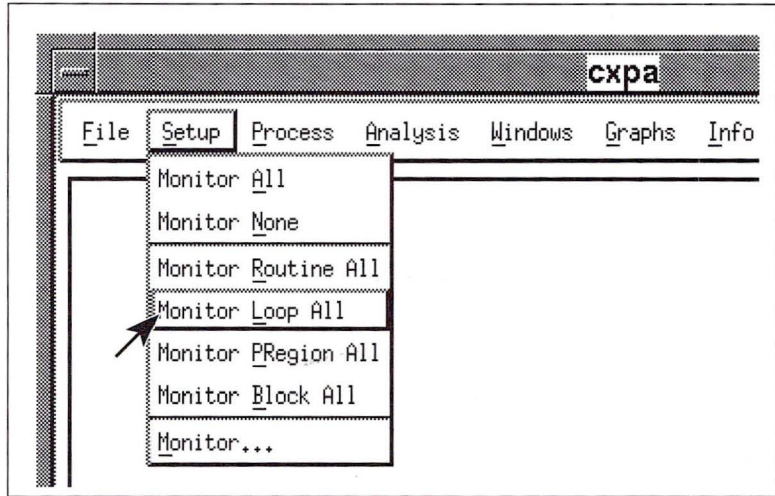 cxpa
File Setup Process Analysis Windows Graphs Info
Monitor All
Monitor None
Monitor Routine All
Monitor Loop All
Monitor PRegion All
Monitor Block All
Monitor...